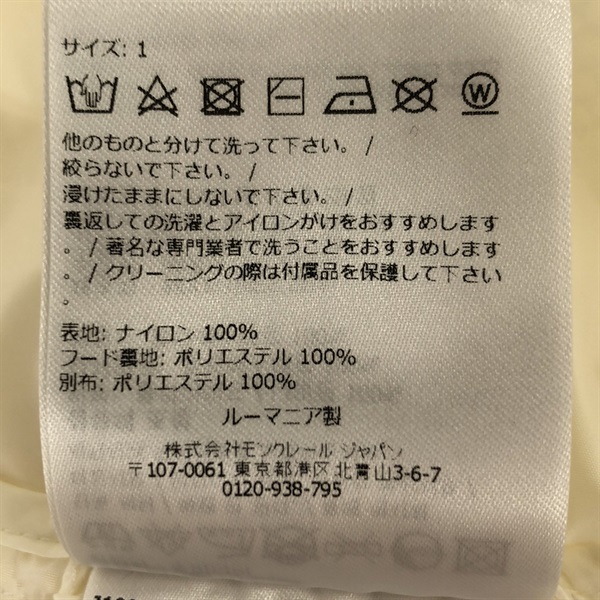 サイズ: 1
W
他のものと分けて洗って下さい。 /
絞らないで下さい。 /
浸けたままにしないで下さい。 /
裏返しての洗濯とアイロンがけをおすすめします
。 / 著名な専門業者で洗うことをおすすめします
。 / クリーニングの際は付属品を保護して下さい
。
表地: ナイロン 100%
フード裏地: ポリエステル 100%
別布: ポリエステル 100%
ルーマニア製
株式会社モンクレール ジャパン
〒107-0061 東京都港区北青山3-6-7
0120-938-795